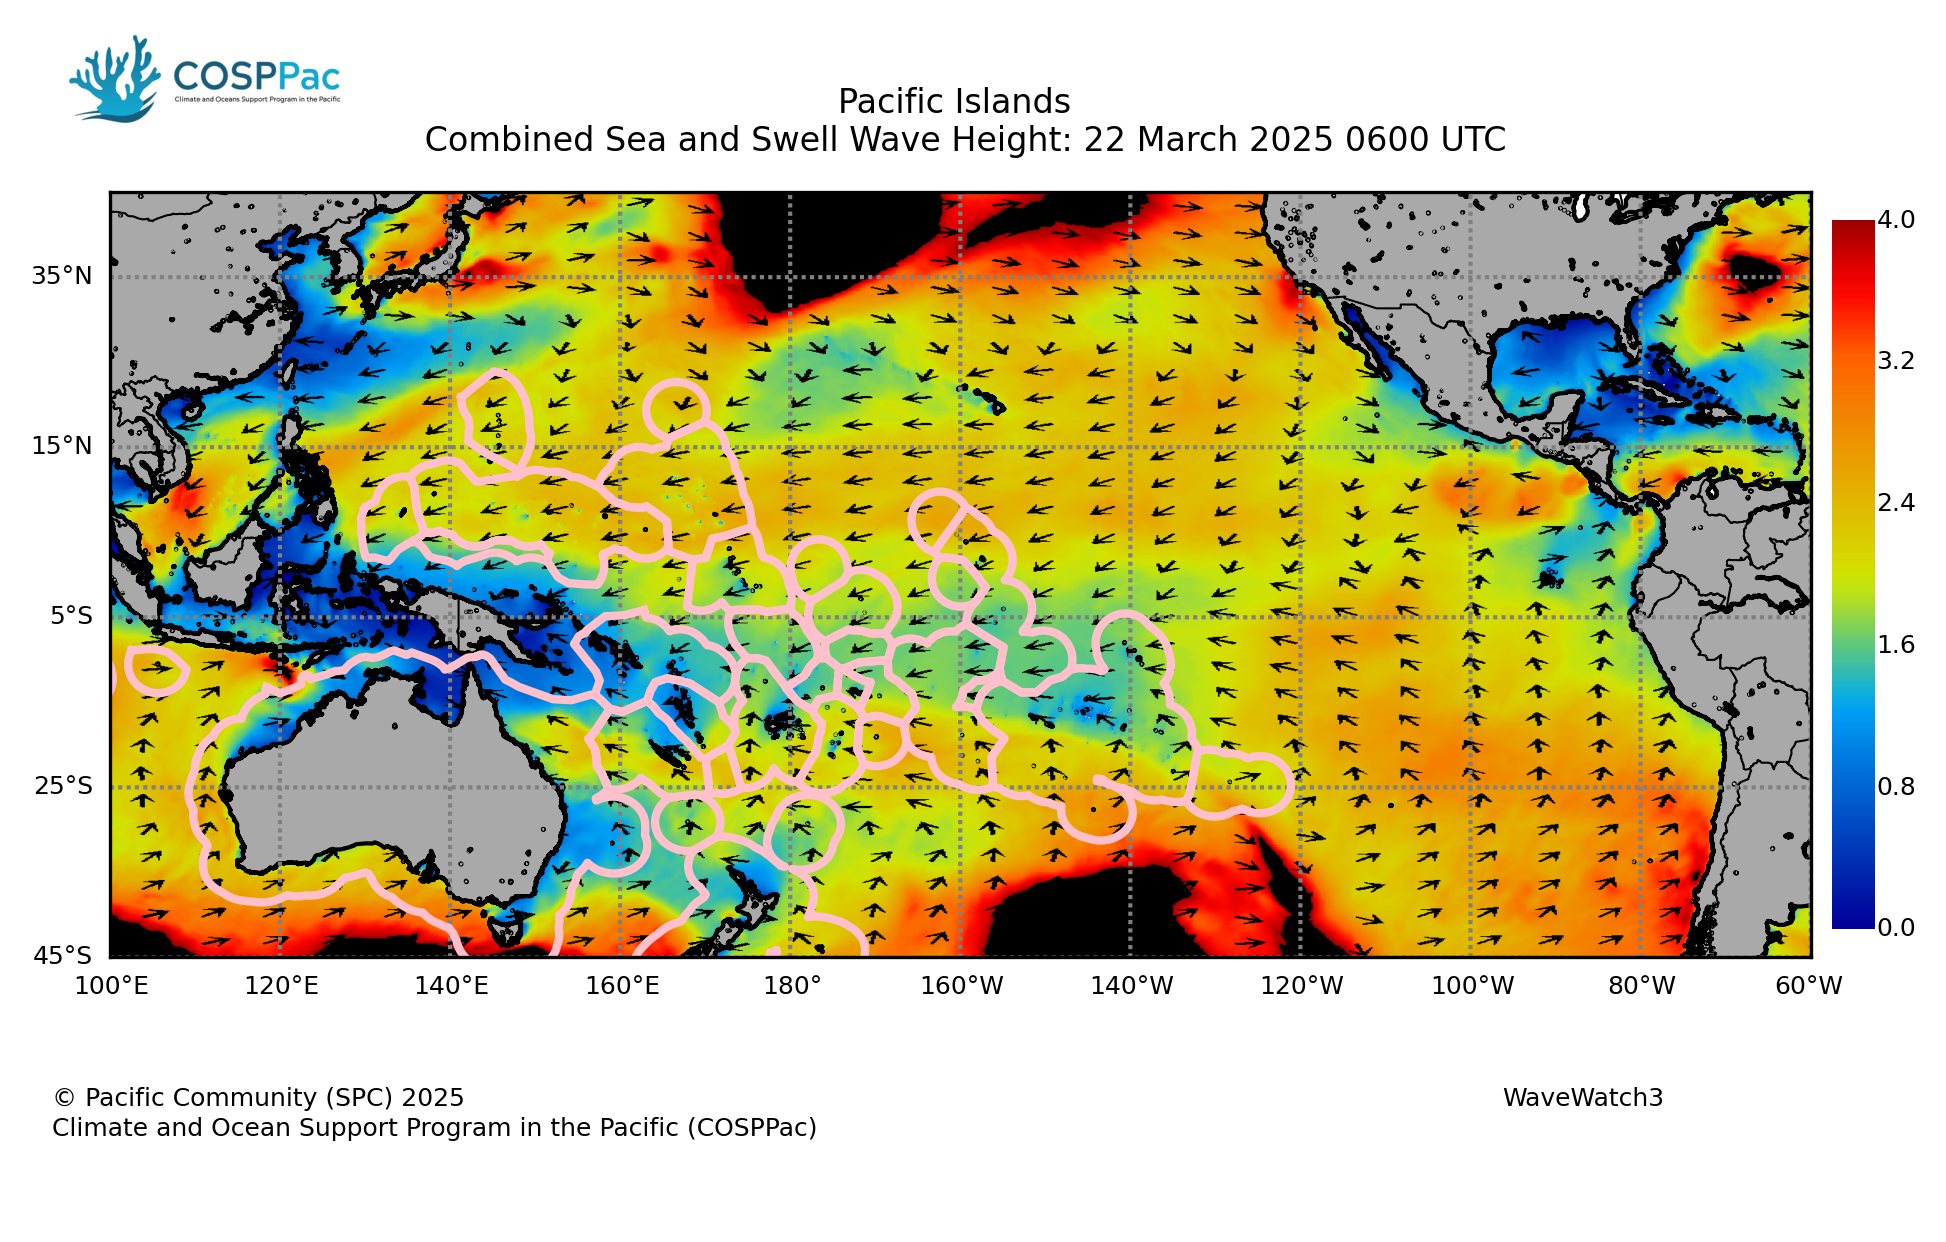 COSPPac
Climate and Oceans Support Program in the Pacific
Pacific Islands
Combined Sea and Swell Wave Height: 22 March 2025 0600 UTC
35°N
15°N
5°S
25°S
45°S
100°E 120°E 140°E 160°E 180° 160°W 140°W 120°W 100°W 80°W 60°W
4.0
3.2
2.4
1.6
0.8
0.0
© Pacific Community (SPC) 2025
Climate and Ocean Support Program in the Pacific (COSPPac)
WaveWatch3